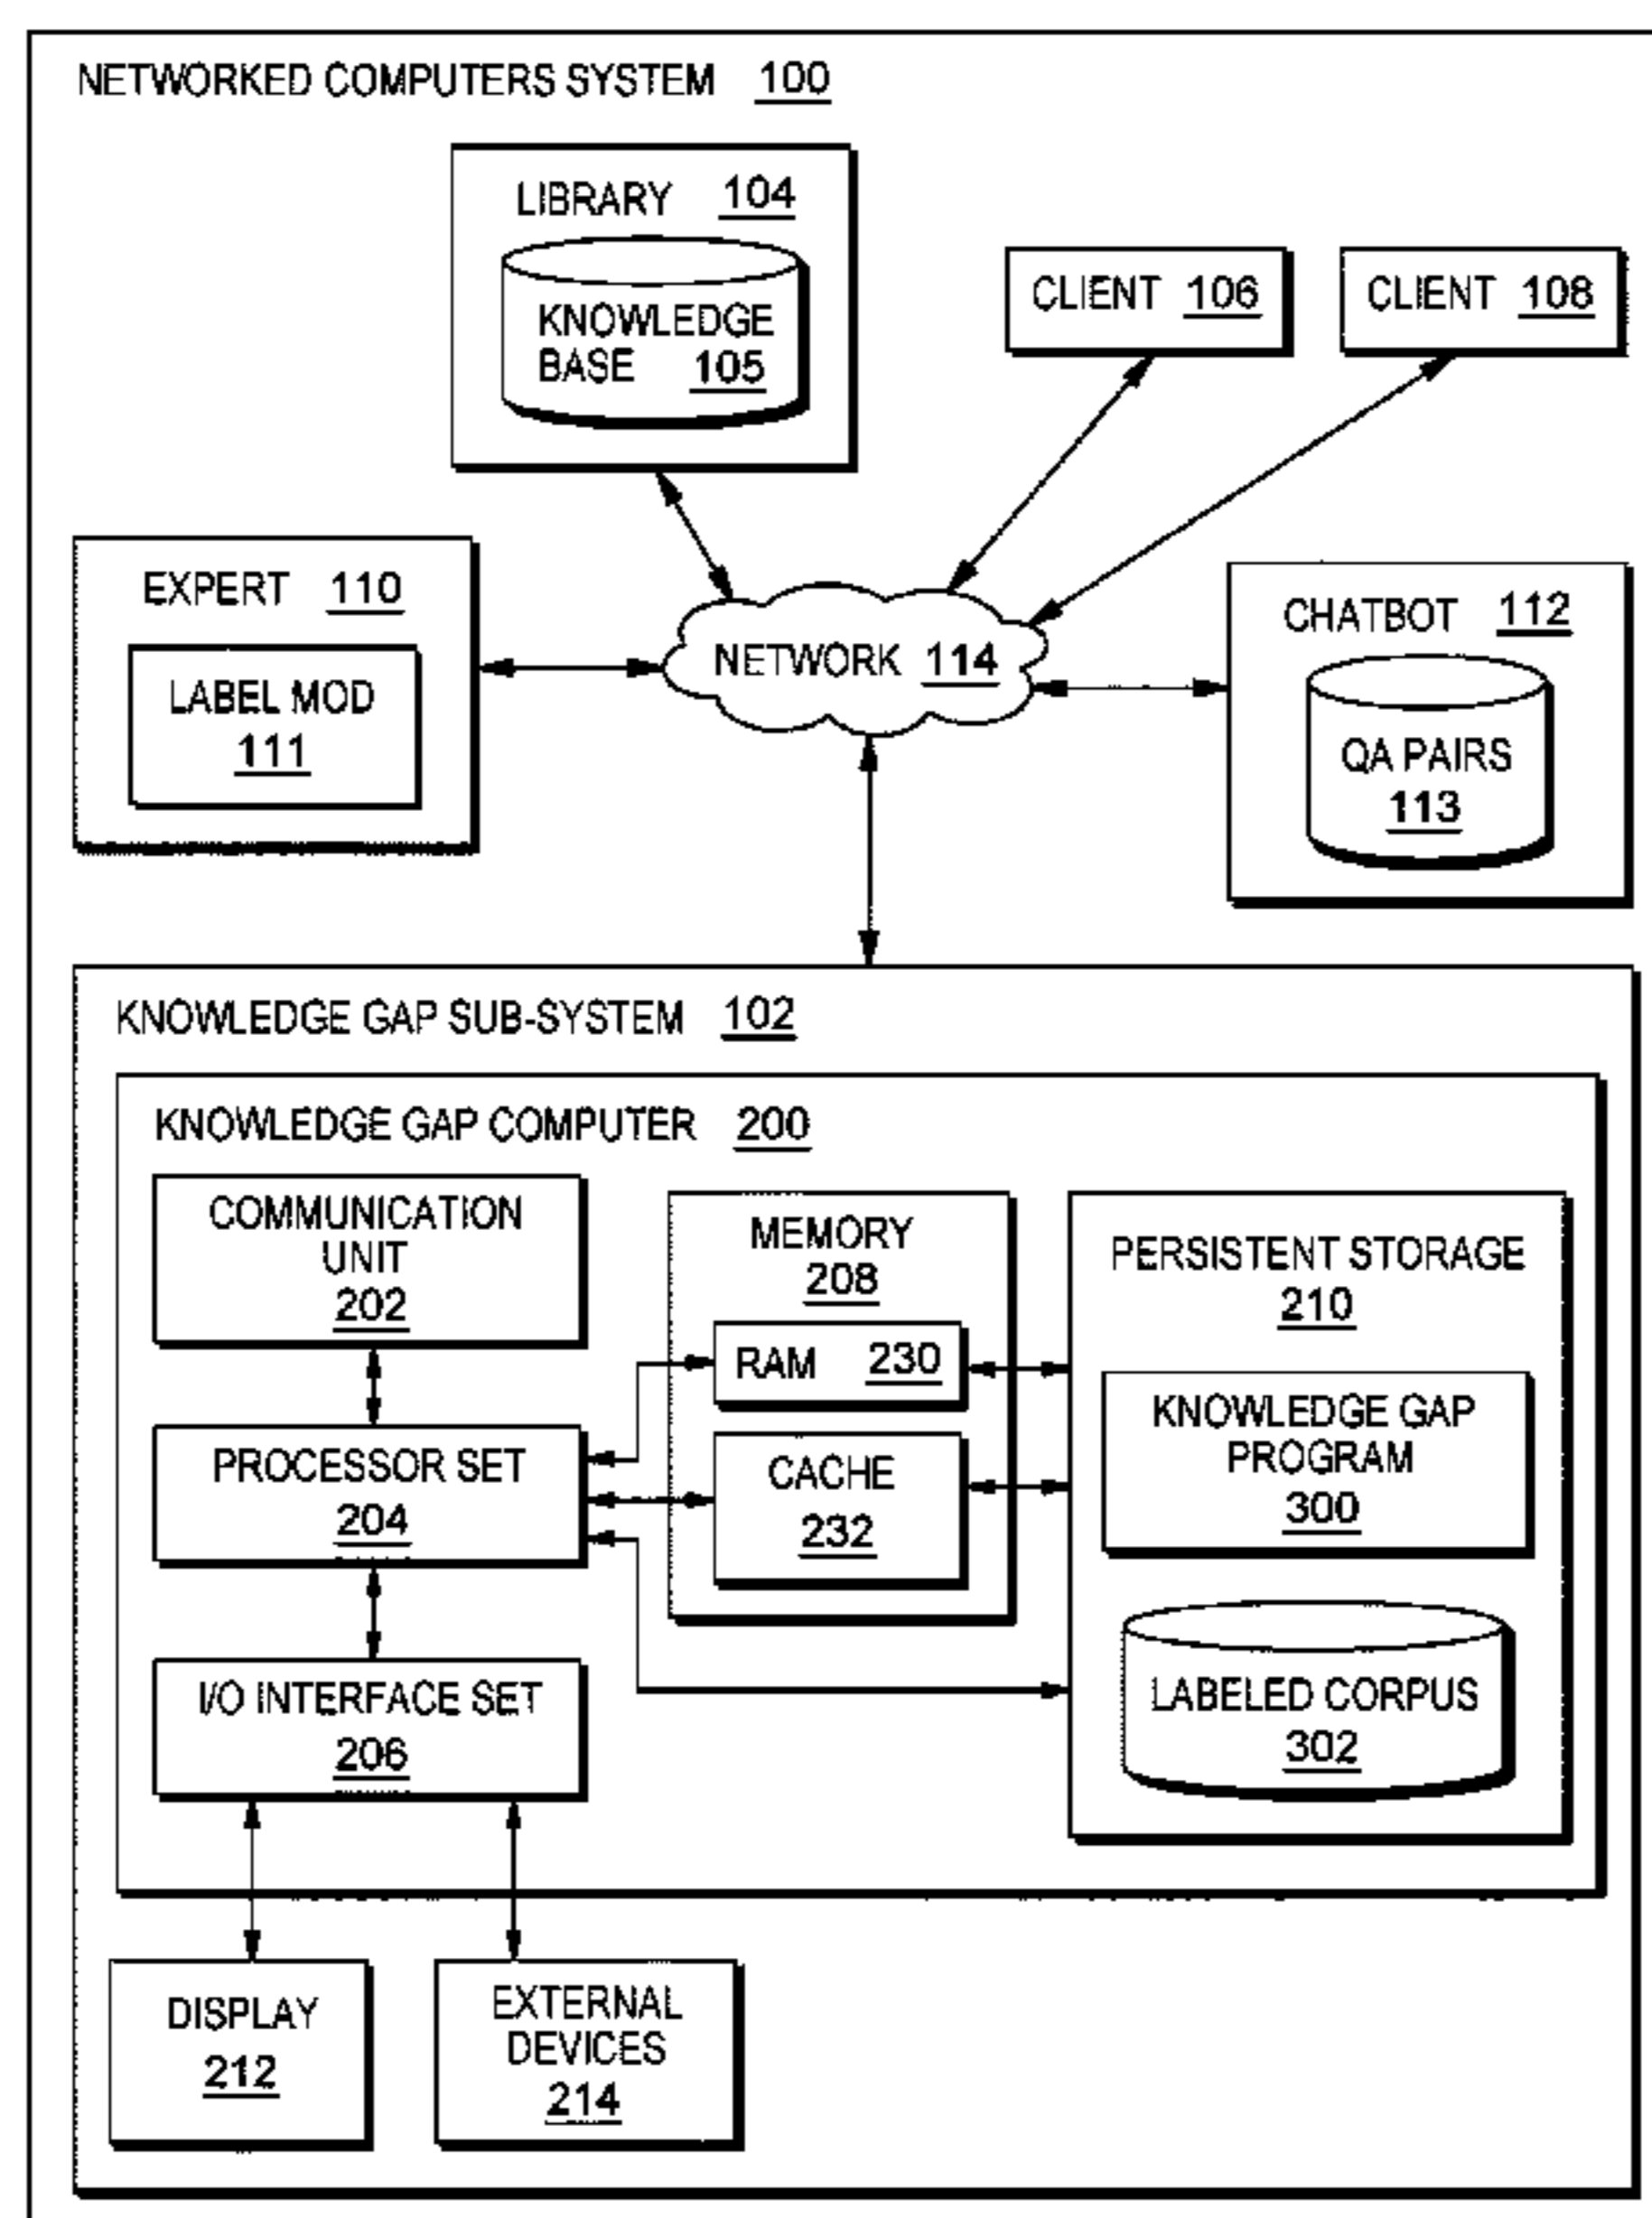 NETWORKED COMPUTERS SYSTEM 100
LIBRARY 104
KNOWLEDGE
BASE 105
CLIENT 106
CLIENT 108
EXPERT 110
LABEL MOD
111
NETWORK 114
CHATBOT 112
QA PAIRS
113
KNOWLEDGE GAP SUB-SYSTEM 102
KNOWLEDGE GAP COMPUTER 200
COMMUNICATION
UNIT
202
PROCESSOR SET
204
I/O INTERFACE SET
206
MEMORY
208
RAM 230
CACHE
232
PERSISTENT STORAGE
210
KNOWLEDGE GAP
PROGRAM
300
LABELED CORPUS
302
DISPLAY
212
EXTERNAL
DEVICES
214